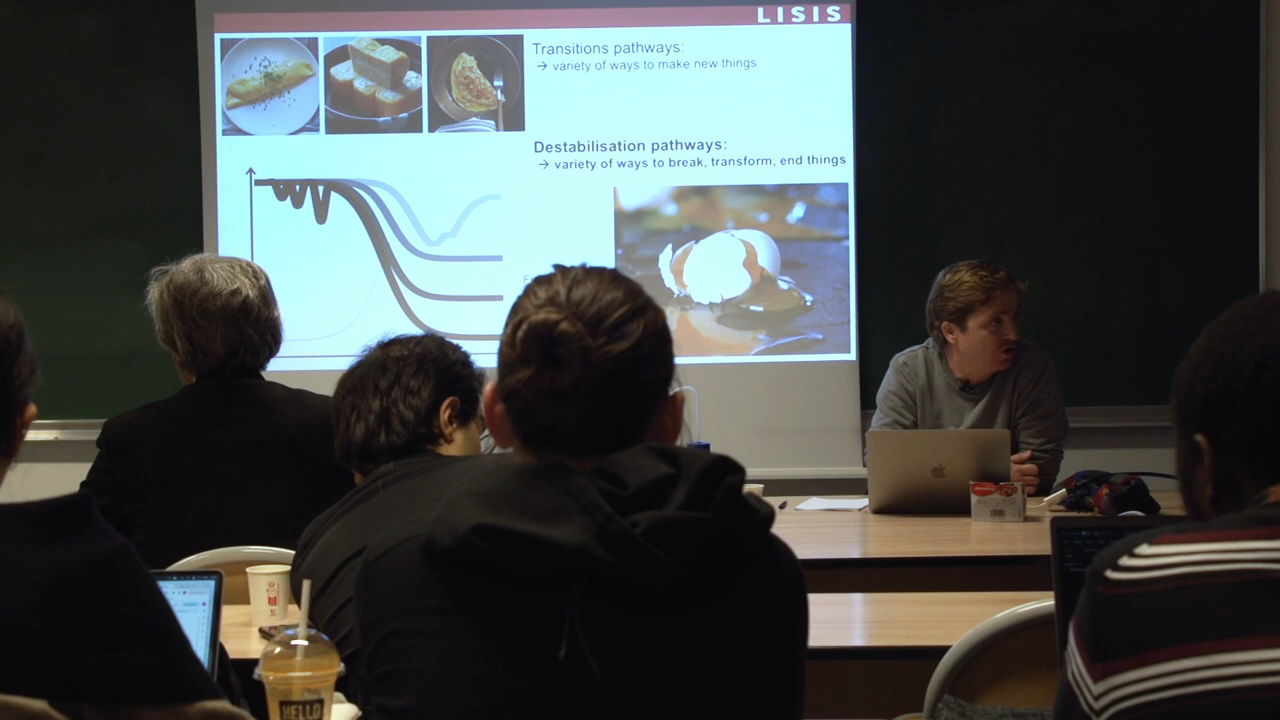 LISIS
Transitions pathways:
→ variety of ways to make new things
Destabilisation pathways:
→ variety of ways to break, transform, end things
HELLO